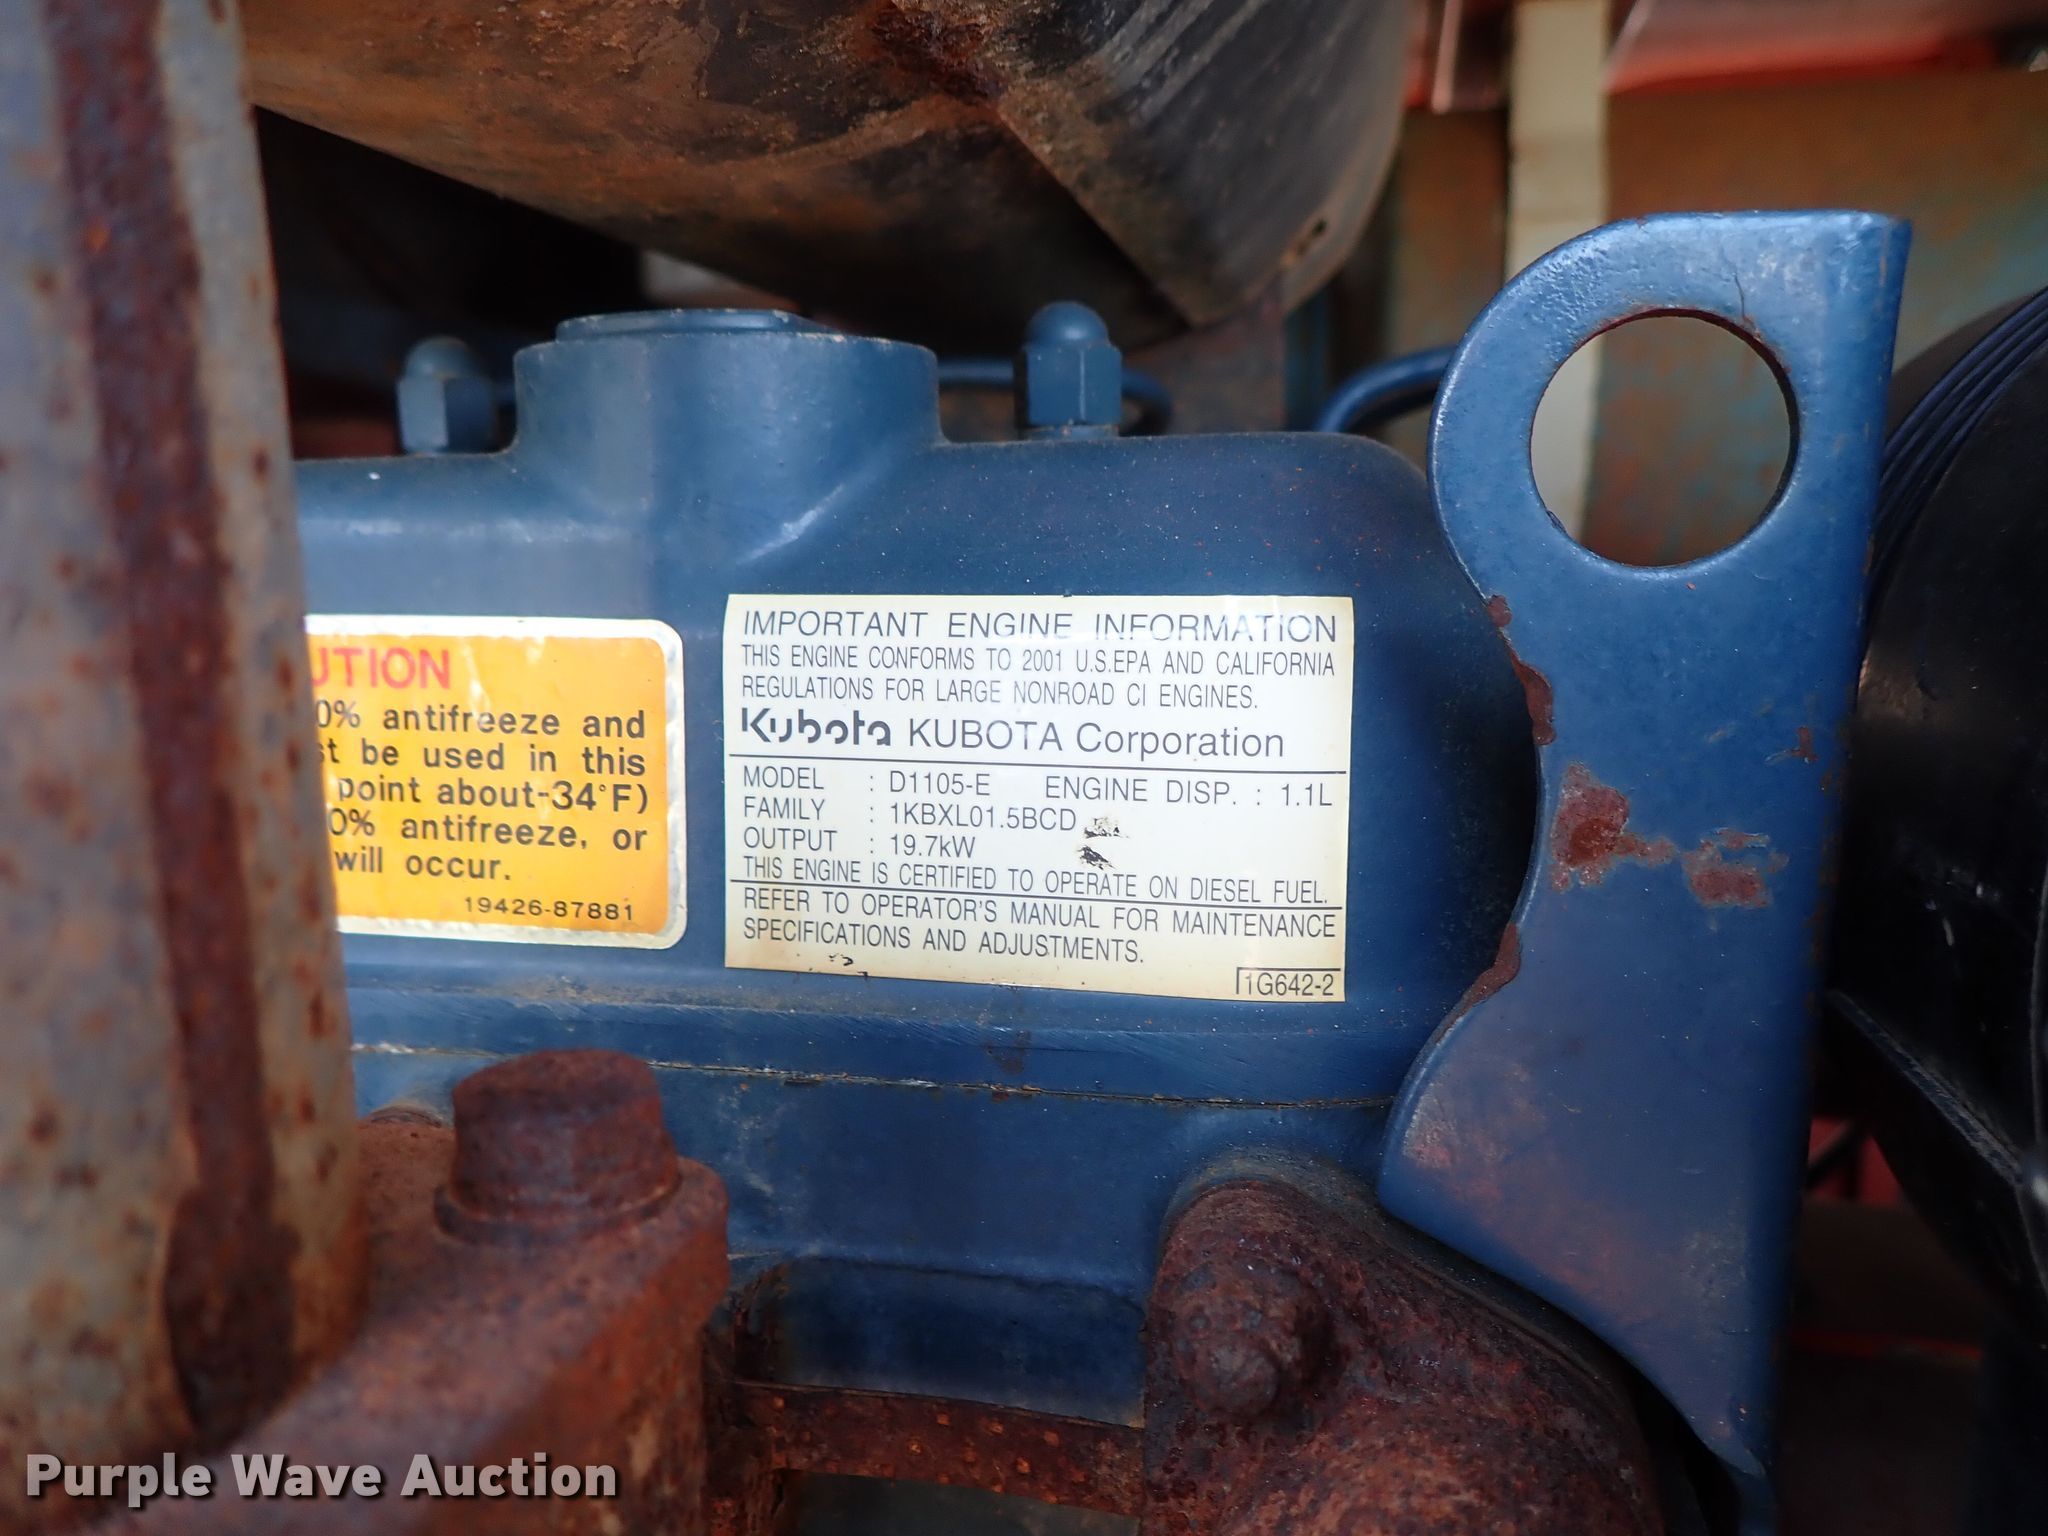 UTION
0% antifreeze and
st be used in this
point about-34°F)
0% antifreeze, or
will occur.
19426-87881
IMPORTANT ENGINE INFORMATION
THIS ENGINE CONFORMS TO 2001 U.S.EPA AND CALIFORNIA
REGULATIONS FOR LARGE NONROAD CI ENGINES.
Kubota KUBOTA Corporation
MODEL : D1105-E ENGINE DISP. : 1.1L
FAMILY : 1KBXL01.5BCD
OUTPUT : 19.7kW
THIS ENGINE IS CERTIFIED TO OPERATE ON DIESEL FUEL.
REFER TO OPERATOR'S MANUAL FOR MAINTENANCE
SPECIFICATIONS AND ADJUSTMENTS.
1G642-2
Purple Wave Auction